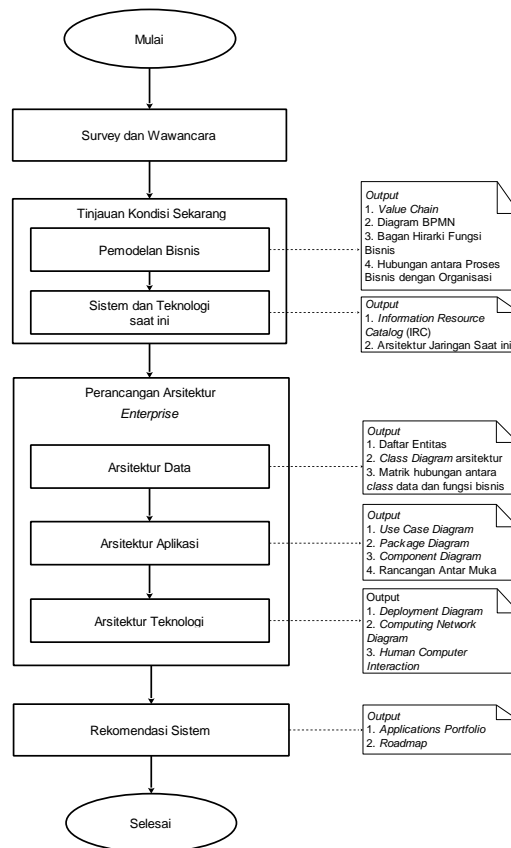 Mulai
Survey dan Wawancara
Tinjauan Kondisi Sekarang
Pemodelan Bisnis
Output
1. Value Chain
2. Diagram BPMN
3. Bagan Hirarki Fungsi
Bisnis
4. Hubungan antara Proses
Bisnis dengan Organisasi
Sistem dan Teknologi
saat ini
Output
1. Information Resource
Catalog (IRC)
2. Arsitektur Jaringan Saat ini
Perancangan Arsitektur
Enterprise
Arsitektur Data
Output
1. Daftar Entitas
2. Class Diagram arsitektur
3. Matrik hubungan antara
class data dan fungsi bisnis
Arsitektur Aplikasi
Output
1. Use Case Diagram
2. Package Diagram
3. Component Diagram
4. Rancangan Antar Muka
Arsitektur Teknologi
Output
1. Deployment Diagram
2. Computing Network
Diagram
3. Human Computer
Interaction
Rekomendasi Sistem
Output
1. Applications Portfolio
2. Roadmap
Selesai